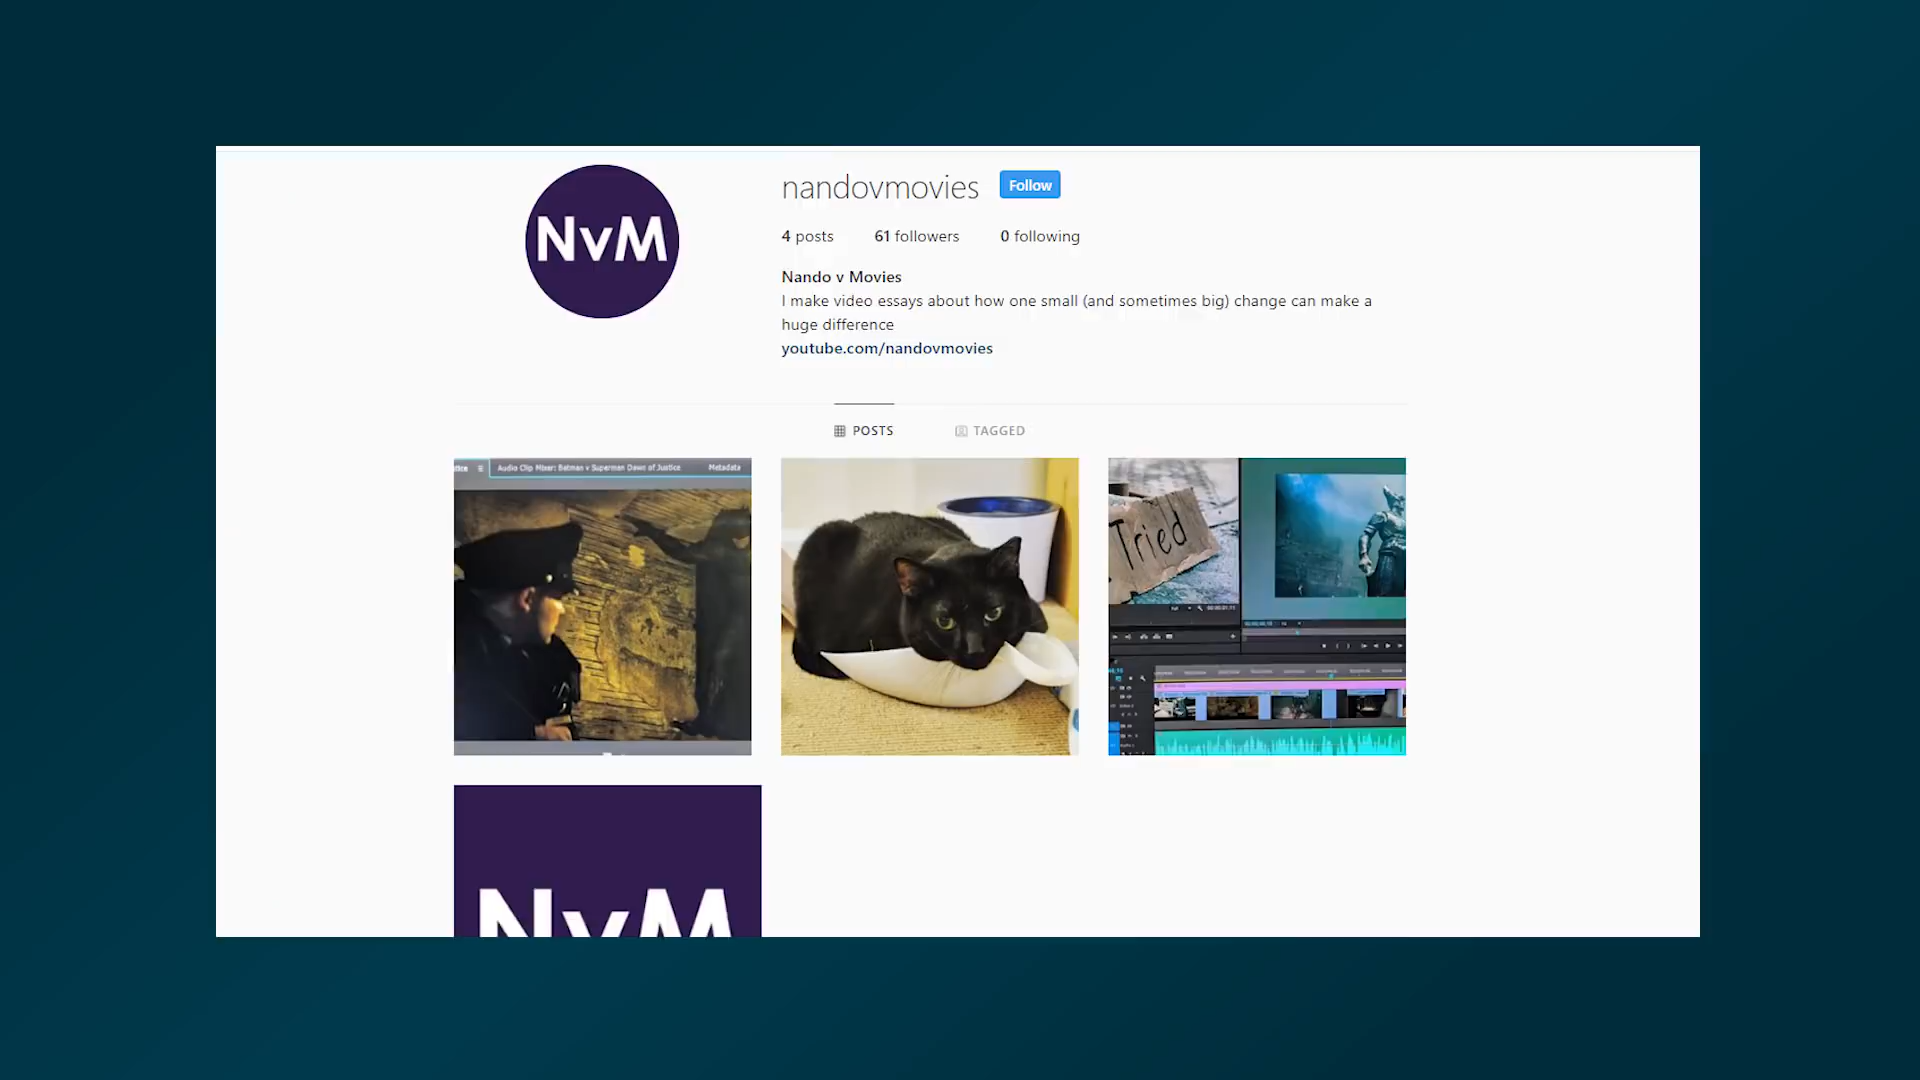 NvM
nandovmovies
Follow
4 posts
61 followers
0 following
Nando v Movies
I make video essays about how one small (and sometimes big) change can make a
huge difference
youtube.com/nandovmovies
POSTS
TAGGED
Audio Clip Mixer: Batman v Superman Dawn of Justice
Metadata
Tried
NvM